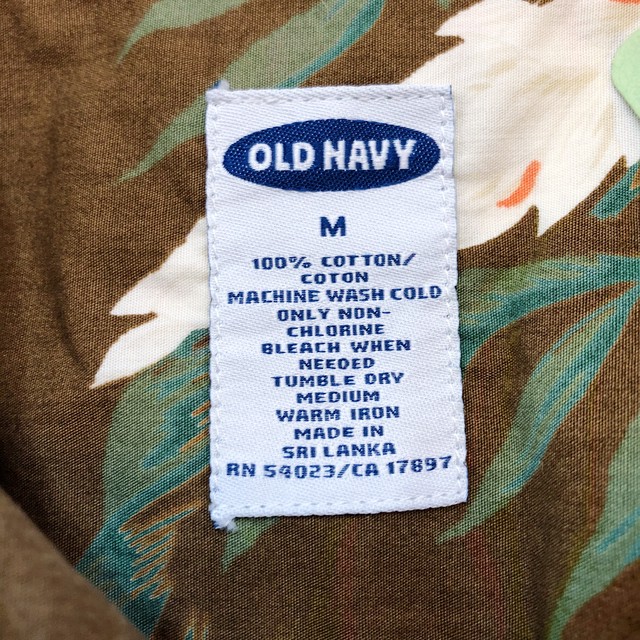 OLD NAVY
M
100% COTTON/
COTON
MACHINE WASH COLD
ONLY NON-
CHLORINE
BLEACH WHEN
NEEDED
TUMBLE DRY
MEDIUM
WARM IRON
MADE IN
SRI LANKA
RN 54023/CA 17897